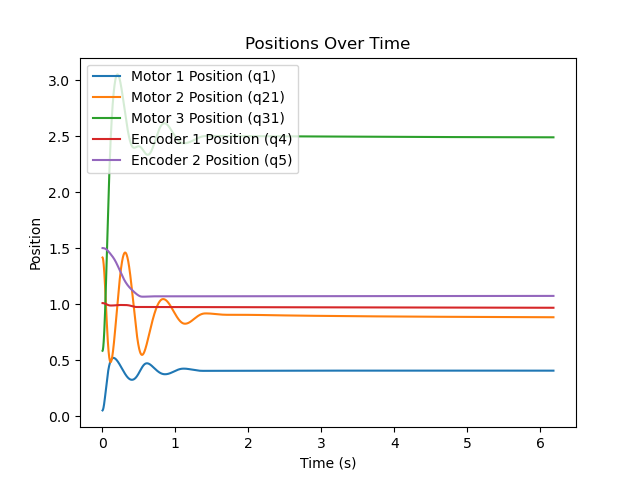 Positions Over Time
Motor 1 Position (q1)
Motor 2 Position (q21)
Motor 3 Position (q31)
Encoder 1 Position (q4)
Encoder 2 Position (q5)
Position
3.0
2.5
2.0
1.5
1.0
0.5
0.0
0 1 2 3 4 5 6
Time (s)